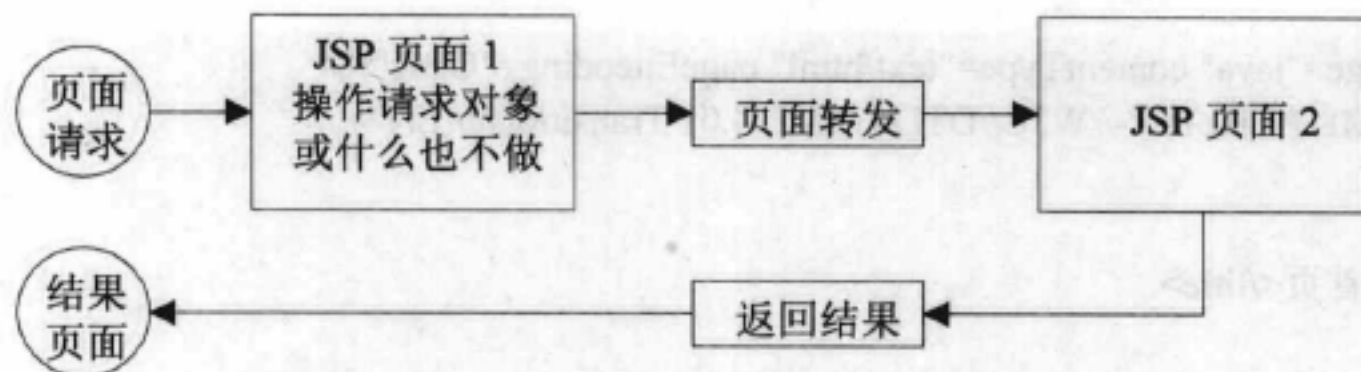 页面
请求
JSP 页面 1
操作请求对象
或什么也不做
页面转发
JSP 页面 2
结果
页面
返回结果